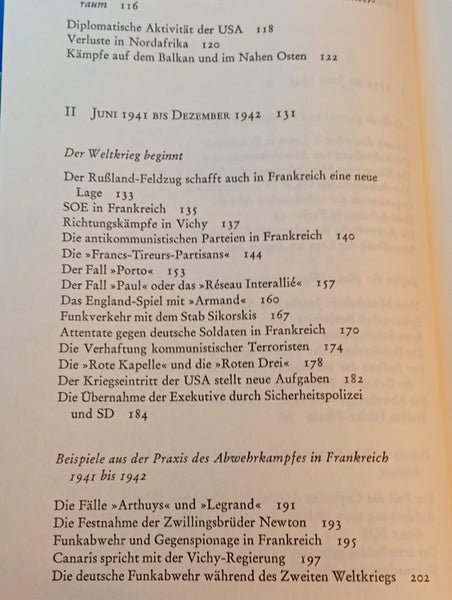 raum 116
Diplomatische Aktivität der USA 118
Verluste in Nordafrika 120
Kämpfe auf dem Balkan und im Nahen Osten 122
II JUNI 1941 BIS DEZEMBER 1942 131
Der Weltkrieg beginnt
Der Rußland-Feldzug schafft auch in Frankreich eine neue
Lage 133
SOE in Frankreich 135
Richtungskämpfe in Vichy 137
Die antikommunistischen Parteien in Frankreich 140
Die »Francs-Tireurs-Partisans« 144
Der Fall »Porto« 153
Der Fall »Paul« oder das »Réseau Interallié« 157
Das England-Spiel mit »Armand« 160
Funkverkehr mit dem Stab Sikorskis 167
Attentate gegen deutsche Soldaten in Frankreich 170
Die Verhaftung kommunistischer Terroristen 174
Die »Rote Kapelle« und die »Roten Drei« 178
Der Kriegseintritt der USA stellt neue Aufgaben 182
Die Übernahme der Exekutive durch Sicherheitspolizei
und SD 184
Beispiele aus der Praxis des Abwehrkampfes in Frankreich
1941 bis 1942
Die Fälle »Arthuys« und »Legrand« 191
Die Festnahme der Zwillingsbrüder Newton 193
Funkabwehr und Gegenspionage in Frankreich 195
Canaris spricht mit der Vichy-Regierung 197
Die deutsche Funkabwehr während des Zweiten Weltkriegs 202